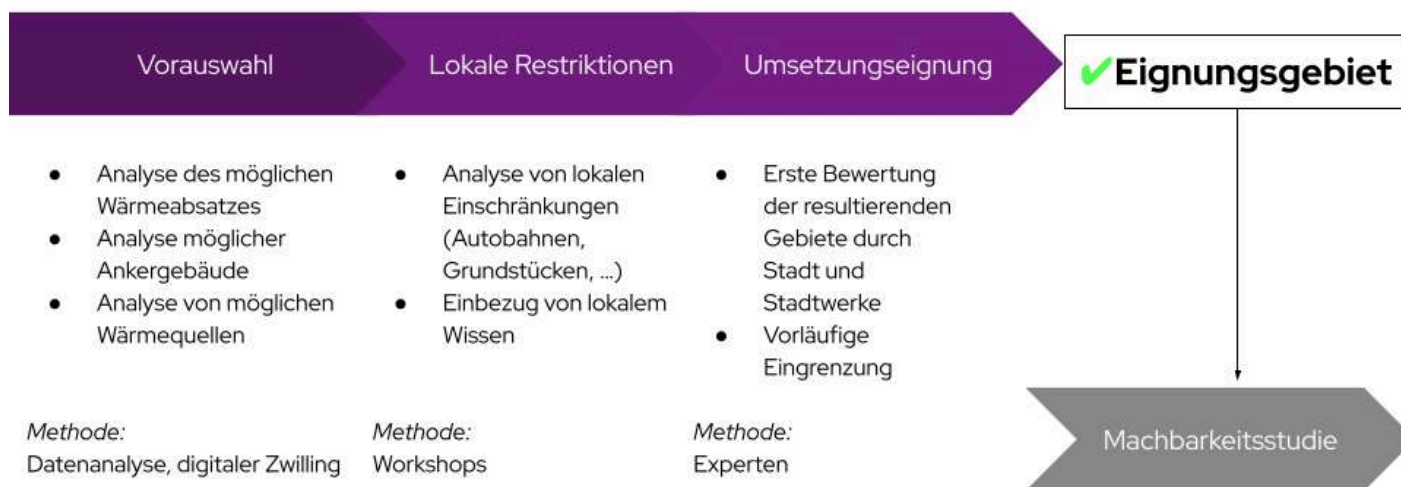 Vorauswahl
Lokale Restriktionen
Umsetzungseignung
✔Eignungsgebiet
● Analyse des möglichen
Wärmeabsatzes
● Analyse möglicher
Ankergebäude
● Analyse von möglichen
Wärmequellen
● Analyse von lokalen
Einschränkungen
(Autobahnen,
Grundstücken, ...)
● Einbezug von lokalem
Wissen
● Erste Bewertung
der resultierenden
Gebiete durch
Stadt und
Stadtwerke
● Vorläufige
Eingrenzung
Methode:
Datenanalyse, digitaler Zwilling
Methode:
Workshops
Methode:
Experten
Machbarkeitsstudie